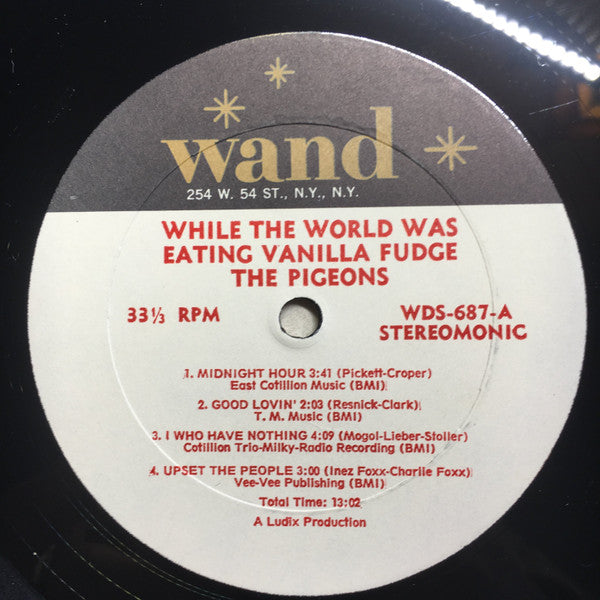 wand
254 W. 54 ST., N.Y., N.Y.
WHILE THE WORLD WAS
EATING VANILLA FUDGE
THE PIGEONS
33⅓ RPM
WDS-687-A
STEREOMONIC
1. MIDNIGHT HOUR 3:41 (Pickett-Croper)
East Cotillion Music (BMI)
2. GOOD LOVIN' 2:03 (Resnick-Clark)
T. M. Music (BMI)
3. I WHO HAVE NOTHING 4:09 (Mogol-Lieber-Stoller)
Cotillion Trio-Milky-Radio Recording (BMI)
4. UPSET THE PEOPLE 3:00 (Inez Foxx-Charlie Foxx)
Vee-Vee Publishing (BMI)
Total Time: 13:02
A Ludix Production